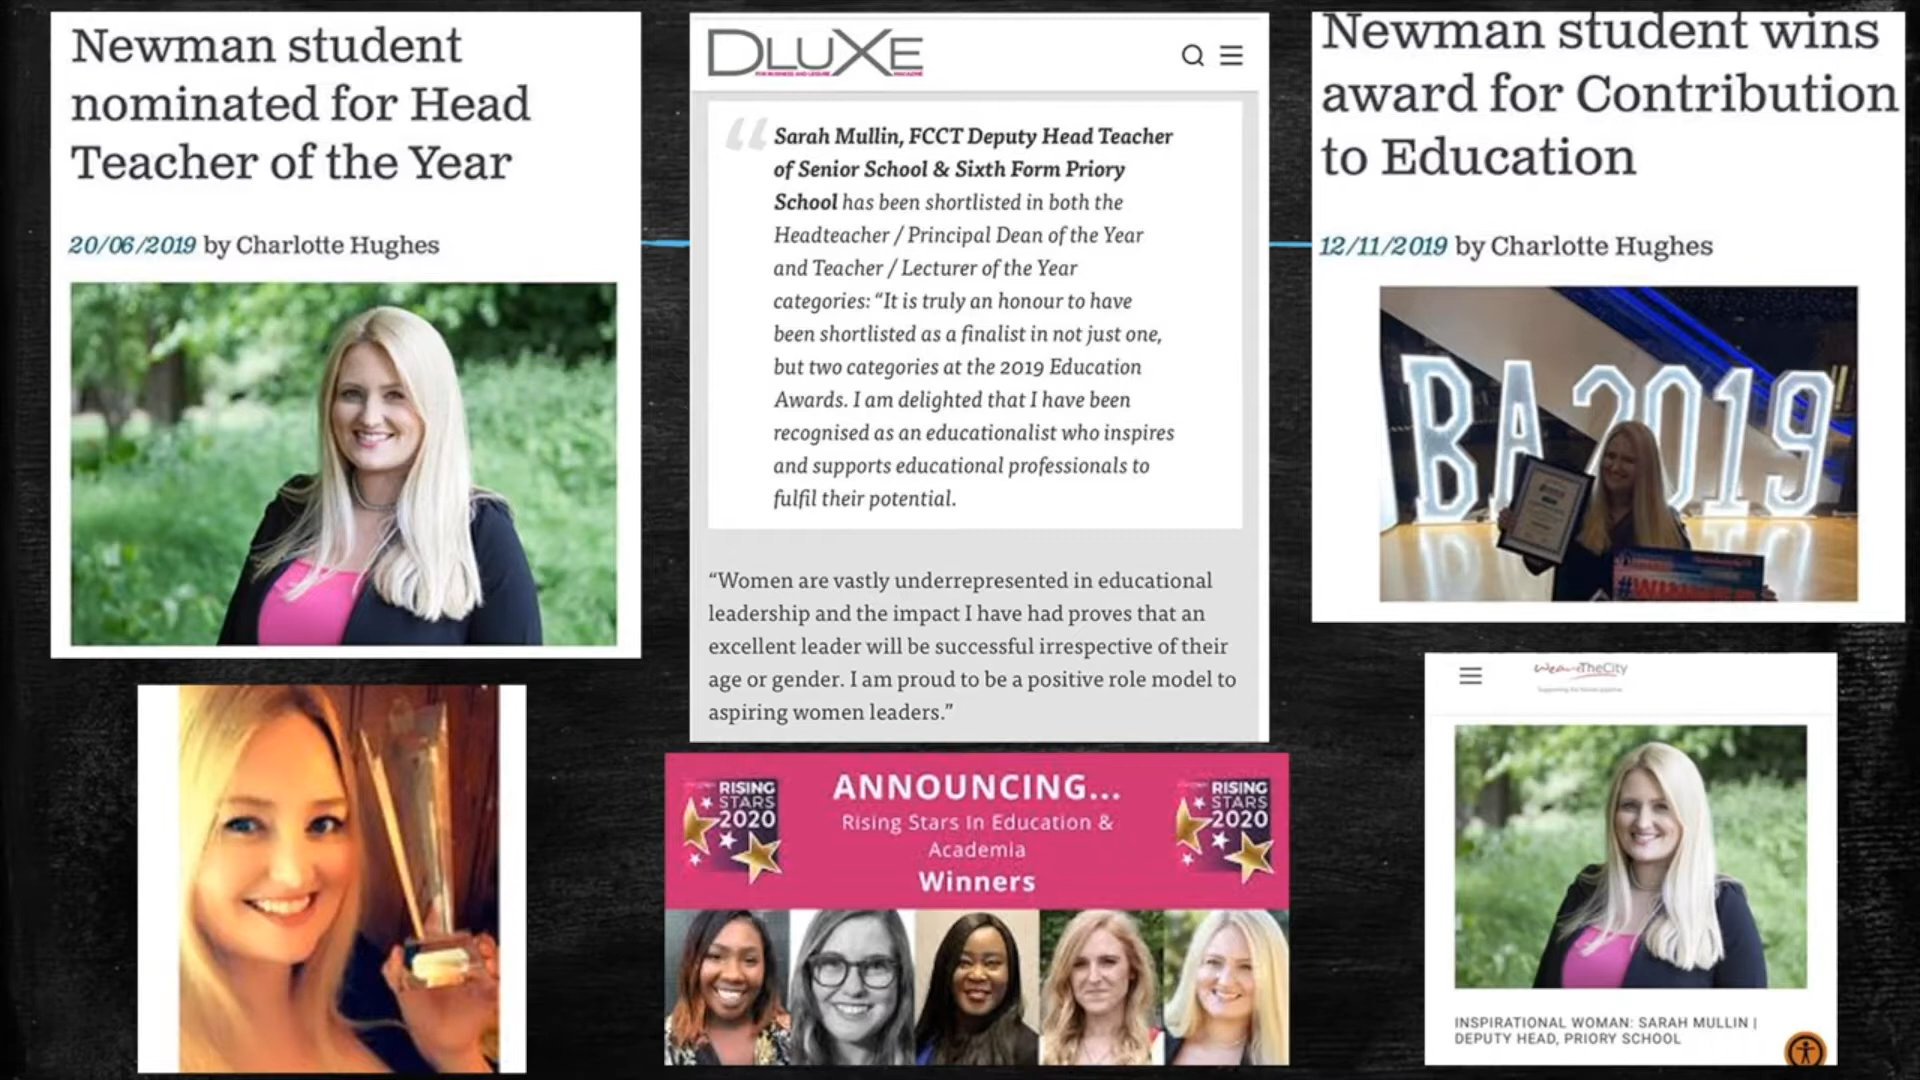 Newman student
nominated for Head
Teacher of the Year
20/06/2019 by Charlotte Hughes
DLUXE
FOR BUSINESS AND LEISURE MAGAZINE
“
Sarah Mullin, FCCT Deputy Head Teacher
of Senior School & Sixth Form Priory
School has been shortlisted in both the
Headteacher / Principal Dean of the Year
and Teacher / Lecturer of the Year
categories: “It is truly an honour to have
been shortlisted as a finalist in not just one,
but two categories at the 2019 Education
Awards. I am delighted that I have been
recognised as an educationalist who inspires
and supports educational professionals to
fulfil their potential.
“Women are vastly underrepresented in educational
leadership and the impact I have had proves that an
excellent leader will be successful irrespective of their
age or gender. I am proud to be a positive role model to
aspiring women leaders.”
Newman student wins
award for Contribution
to Education
12/11/2019 by Charlotte Hughes
BA 2019
RISING
STARS
2020
ANNOUNCING...
Rising Stars In Education &
Academia
Winners
RISING
STARS
2020
WeAreTheCity
INSPIRATIONAL WOMAN: SARAH MULLIN |
DEPUTY HEAD, PRIORY SCHOOL